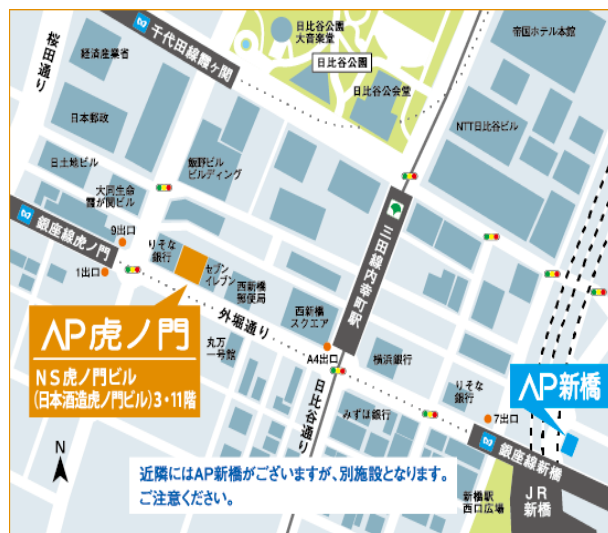 桜田通り
経済産業省
千代田線霞ヶ関
日比谷公園
大音楽堂
日比谷公園
日比谷公会堂
帝国ホテル本館
日本郵政
NTT日比谷ビル
日土地ビル
飯野ビル
ビルディング
大同生命
霞が関ビル
銀座線虎ノ門
9出口
1出口
りそな
銀行
セブン
イレブン
西新橋
郵便局
西新橋
スクエア
三田線内幸町駅
外堀通り
丸万
一号館
A4出口
横浜銀行
日比谷通り
みずほ銀行
りそな
銀行
7出口
AP新橋
銀座線新橋
AP虎ノ門
NS虎ノ門ビル
(日本酒造虎ノ門ビル)3・11階
N
近隣にはAP新橋がございますが、別施設となります。
ご注意ください。
新橋駅
西口広場
JR
新橋